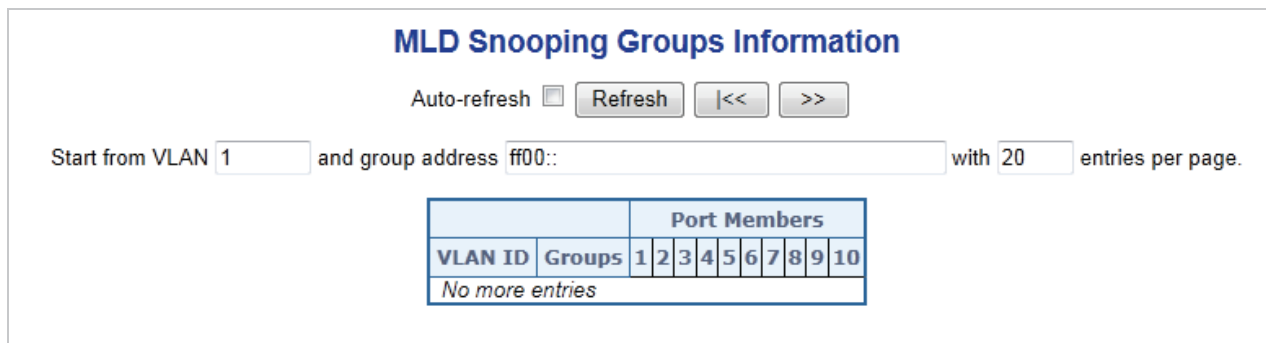 MLD Snooping Groups Information
Auto-refresh Refresh |<< >>
Start from VLAN 1 and group address ff00:: with 20 entries per page.
Port Members
VLAN ID Groups 1 2 3 4 5 6 7 8 9 10
No more entries